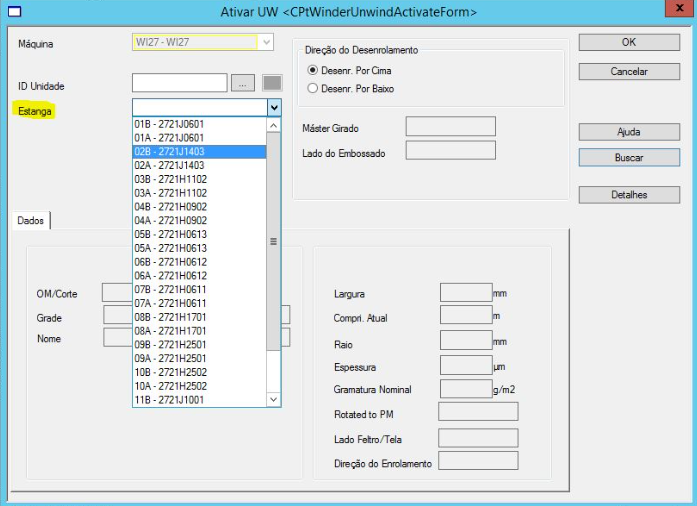 Ativar UW <CPtWinderUnwindActivateForm>
x
Máquina
WI27 - WI27
ID Unidade
...
Estanga
01B - 2721J0601
01A - 2721J0601
02B - 2721J1403
02A - 2721J1403
03B - 2721H1102
03A - 2721H1102
04B - 2721H0902
04A - 2721H0902
05B - 2721H0613
05A - 2721H0613
06B - 2721H0612
06A - 2721H0612
07B - 2721H0611
07A - 2721H0611
08B - 2721H1701
08A - 2721H1701
09B - 2721H2501
09A - 2721H2501
10B - 2721H2502
10A - 2721H2502
11B - 2721J1001
Direção do Desenrolamento
Desenr. Por Cima
Desenr. Por Baixo
Máster Girado
Lado do Embossado
OK
Cancelar
Ajuda
Buscar
Detalhes
Dados
OM/Corte
Grade
Nome
Largura mm
Compri. Atual m
Raio mm
Espessura µm
Gramatura Nominal g/m2
Rotated to PM
Lado Feltro/Tela
Direção do Enrolamento